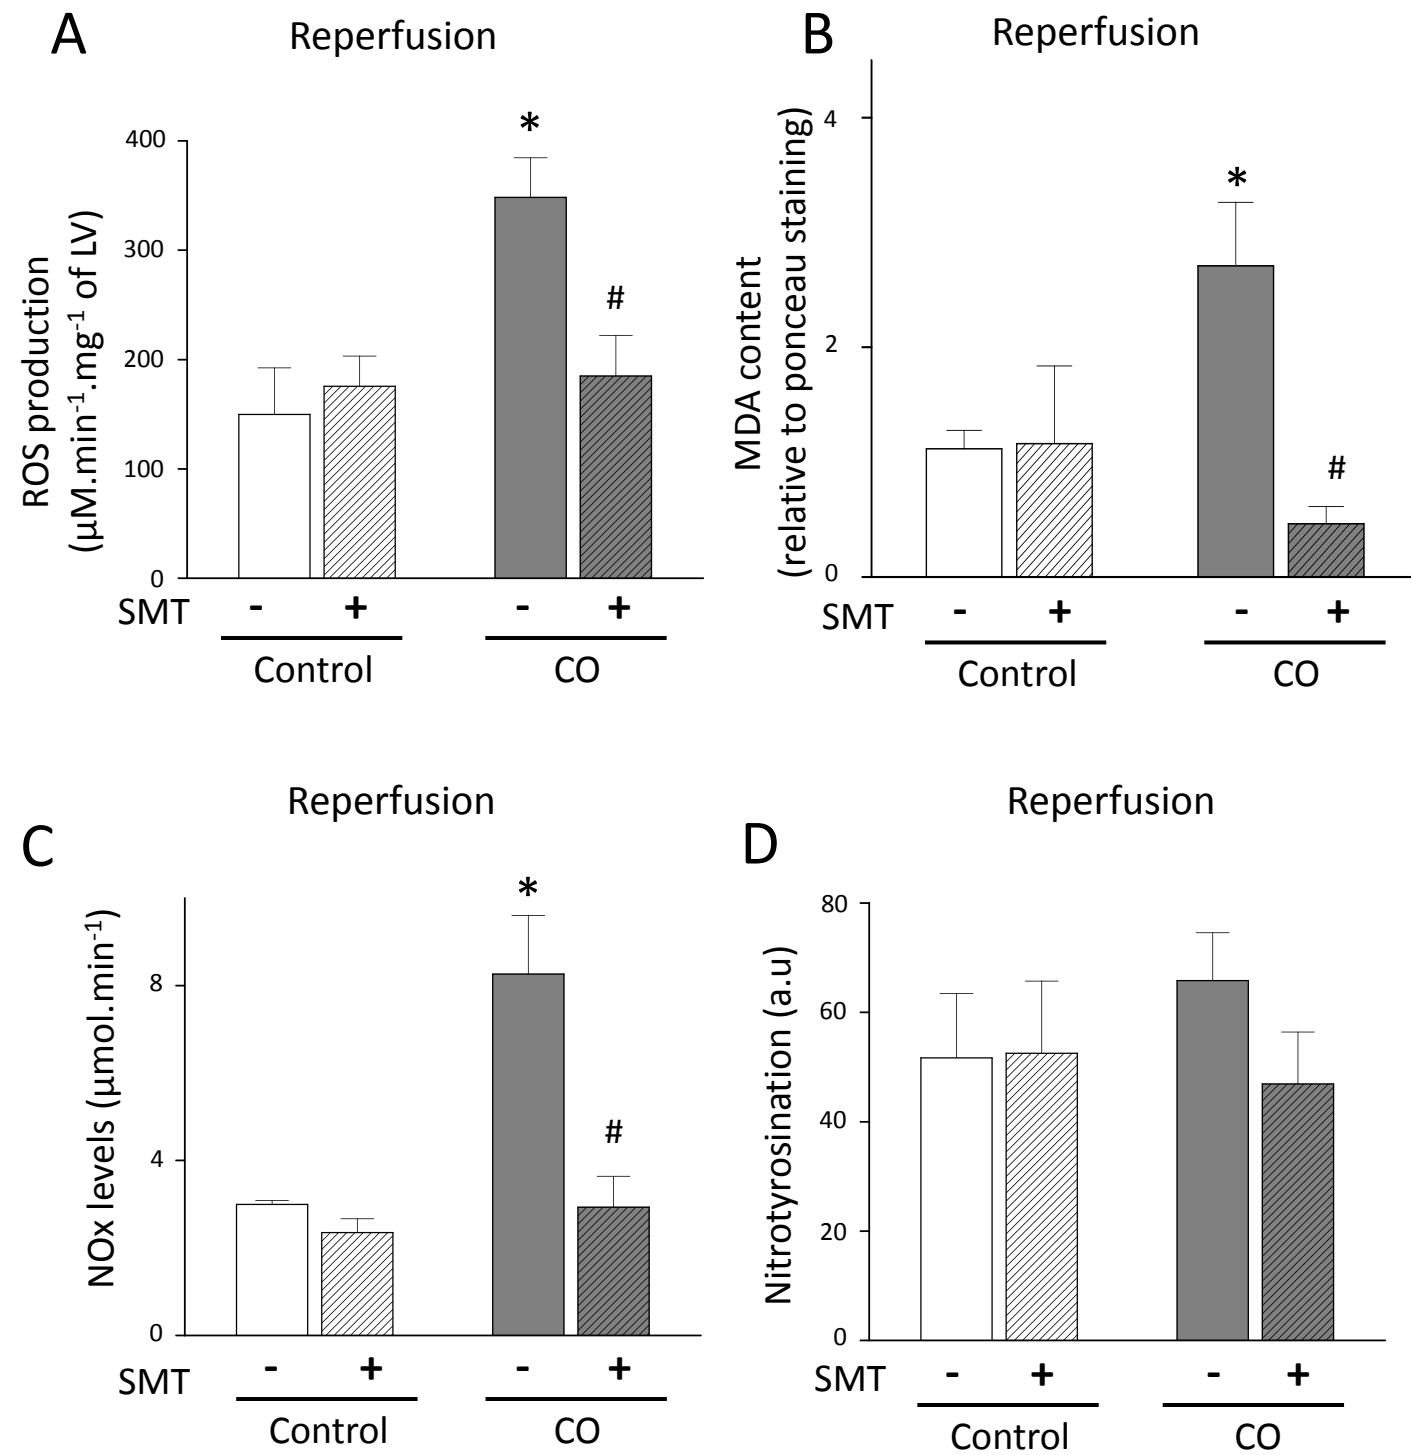 A
Reperfusion
ROS production
(µM.min⁻¹.mg⁻¹ of LV)
400
300
200
100
0
*
#
SMT - + - +
Control CO
B
Reperfusion
MDA content
(relative to ponceau staining)
4
2
0
*
#
SMT - + - +
Control CO
C
Reperfusion
NOx levels (µmol.min⁻¹)
8
4
0
*
#
SMT - + - +
Control CO
D
Reperfusion
Nitrotyrosination (a.u)
80
60
40
20
0
SMT - + - +
Control CO